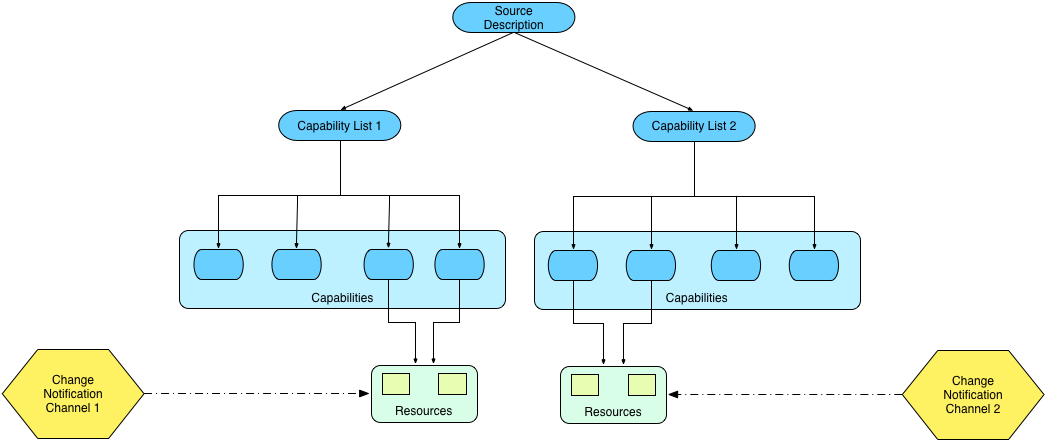 Source
Description
Capability List 1
Capability List 2
Capabilities
Capabilities
Change
Notification
Channel 1
Resources
Resources
Change
Notification
Channel 2